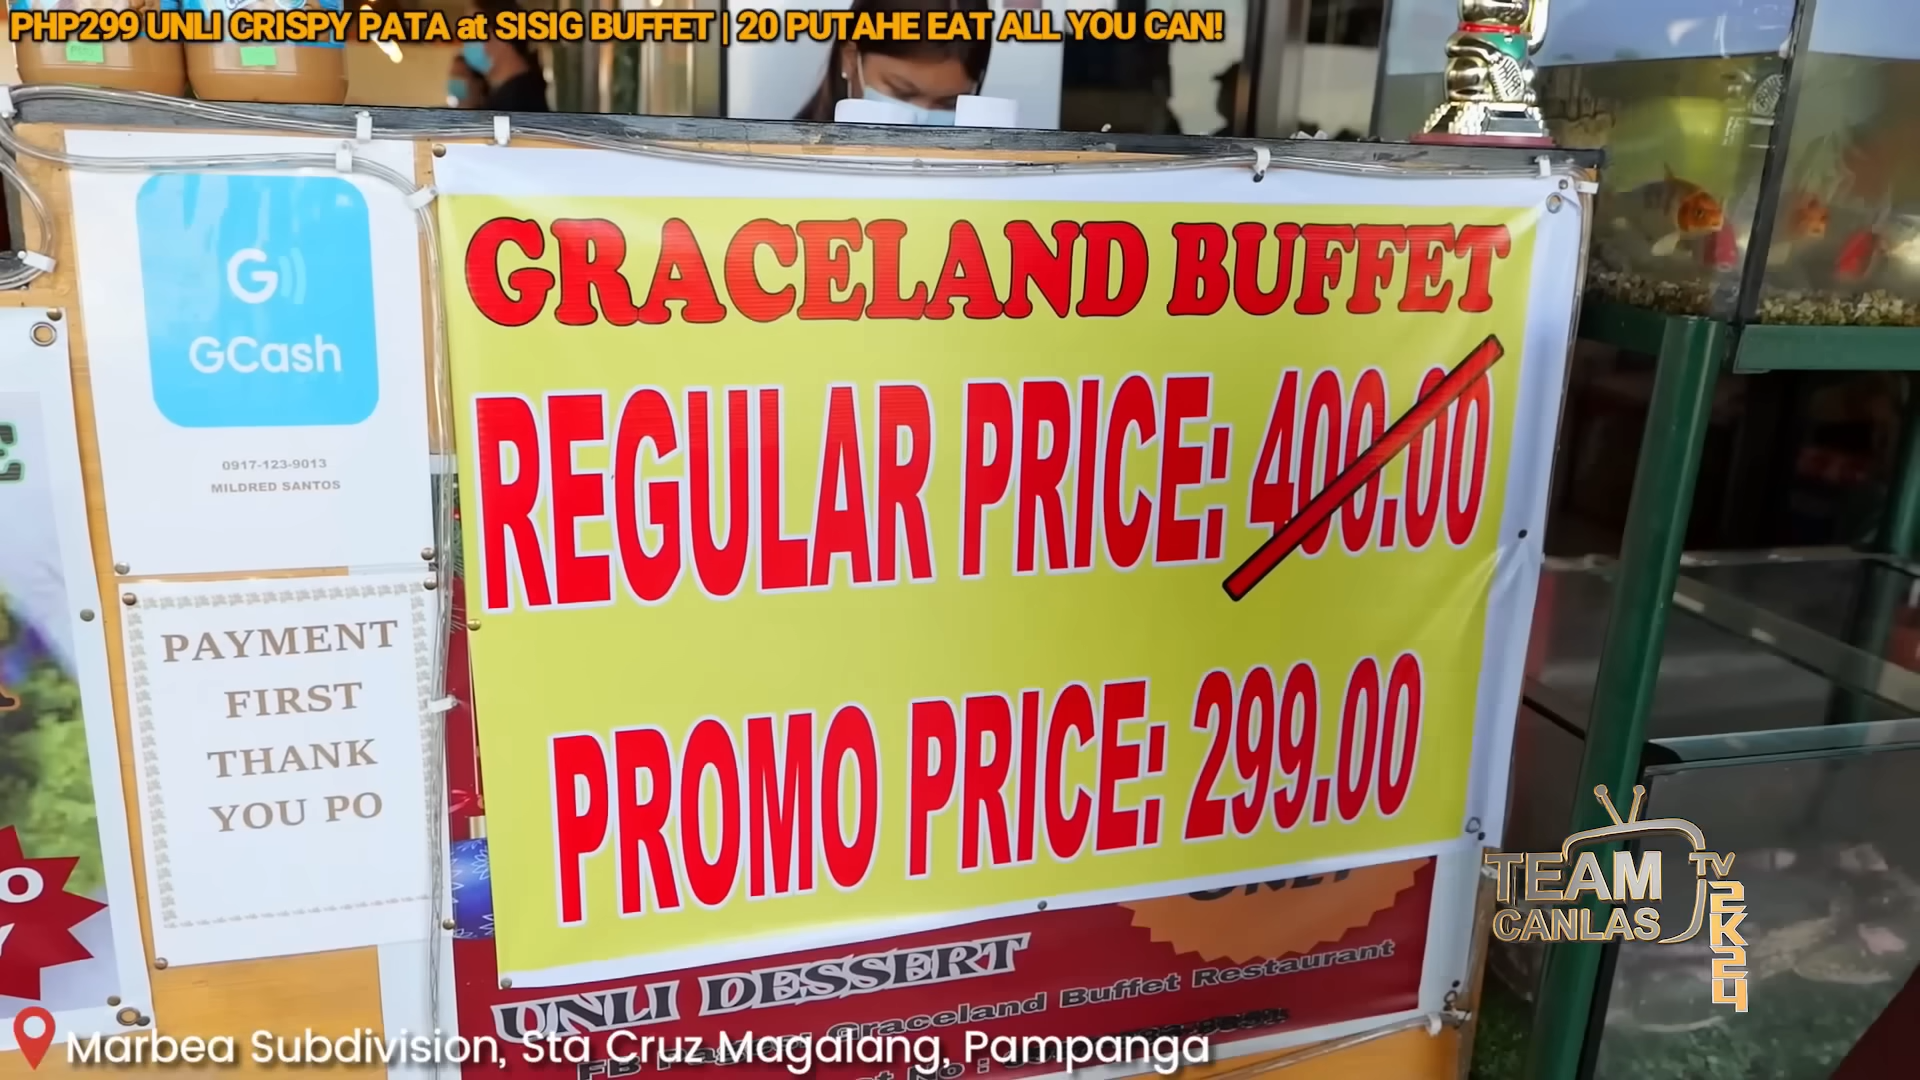 PHP299 UNLI CRISPY PATA at SISIG BUFFET | 20 PUTAHE EAT ALL YOU CAN!
G
GCash
0917-123-9013
MILDRED SANTOS
PAYMENT
FIRST
THANK
YOU PO
GRACELAND BUFFET
REGULAR PRICE: 400.00
PROMO PRICE: 299.00
UNLI DESSERT
Graceland Buffet Restaurant
TEAM
CANLAS
TV
2K24
Marbea Subdivision, Sta Cruz Magalang, Pampanga